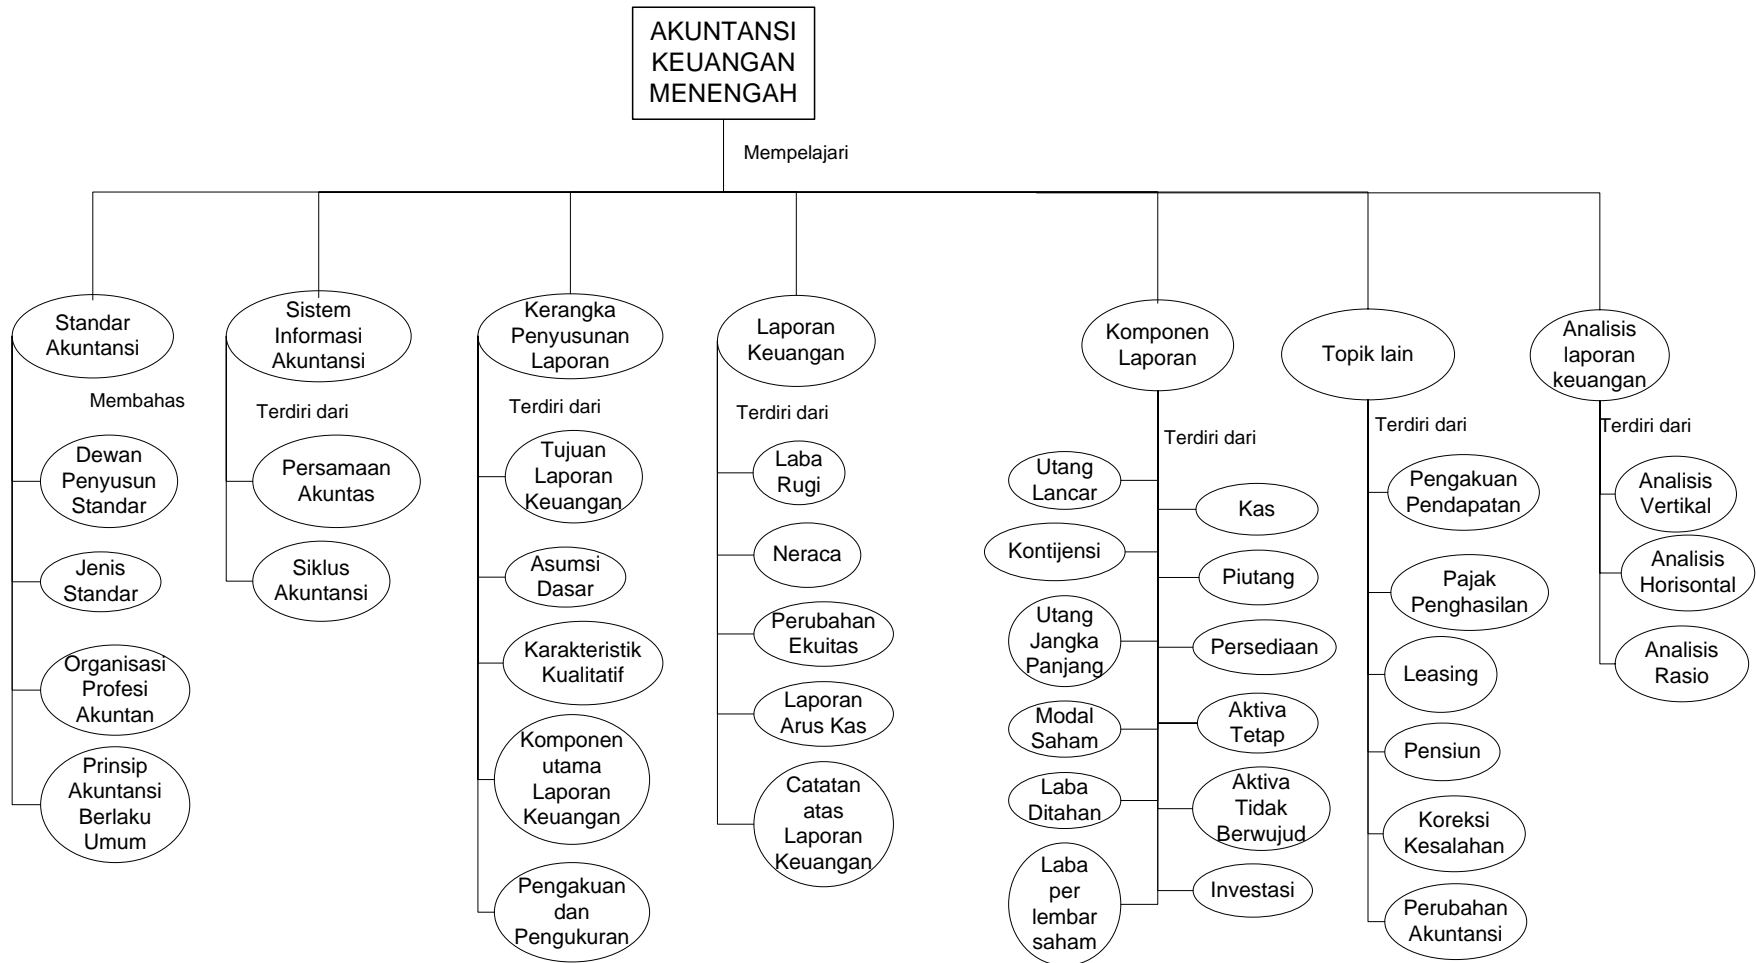 AKUNTANSI
KEUANGAN
MENENGAH
Mempelajari
Standar
Akuntansi
Membahas
Dewan
Penyusun
Standar
Jenis
Standar
Organisasi
Profesi
Akuntan
Prinsip
Akuntansi
Berlaku
Umum
Sistem
Informasi
Akuntansi
Terdiri dari
Persamaan
Akuntas
Siklus
Akuntansi
Kerangka
Penyusunan
Laporan
Terdiri dari
Tujuan
Laporan
Keuangan
Asumsi
Dasar
Karakteristik
Kualitatif
Komponen
utama
Laporan
Keuangan
Pengakuan
dan
Pengukuran
Laporan
Keuangan
Terdiri dari
Laba
Rugi
Neraca
Perubahan
Ekuitas
Laporan
Arus Kas
Catatan
atas
Laporan
Keuangan
Komponen
Laporan
Terdiri dari
Utang
Lancar
Kontijensi
Utang
Jangka
Panjang
Modal
Saham
Laba
Ditahan
Laba
per
lembar
saham
Kas
Piutang
Persediaan
Aktiva
Tetap
Aktiva
Tidak
Berwujud
Investasi
Topik lain
Terdiri dari
Pengakuan
Pendapatan
Pajak
Penghasilan
Leasing
Pensiun
Koreksi
Kesalahan
Perubahan
Akuntansi
Analisis
laporan
keuangan
Terdiri dari
Analisis
Vertikal
Analisis
Horisontal
Analisis
Rasio